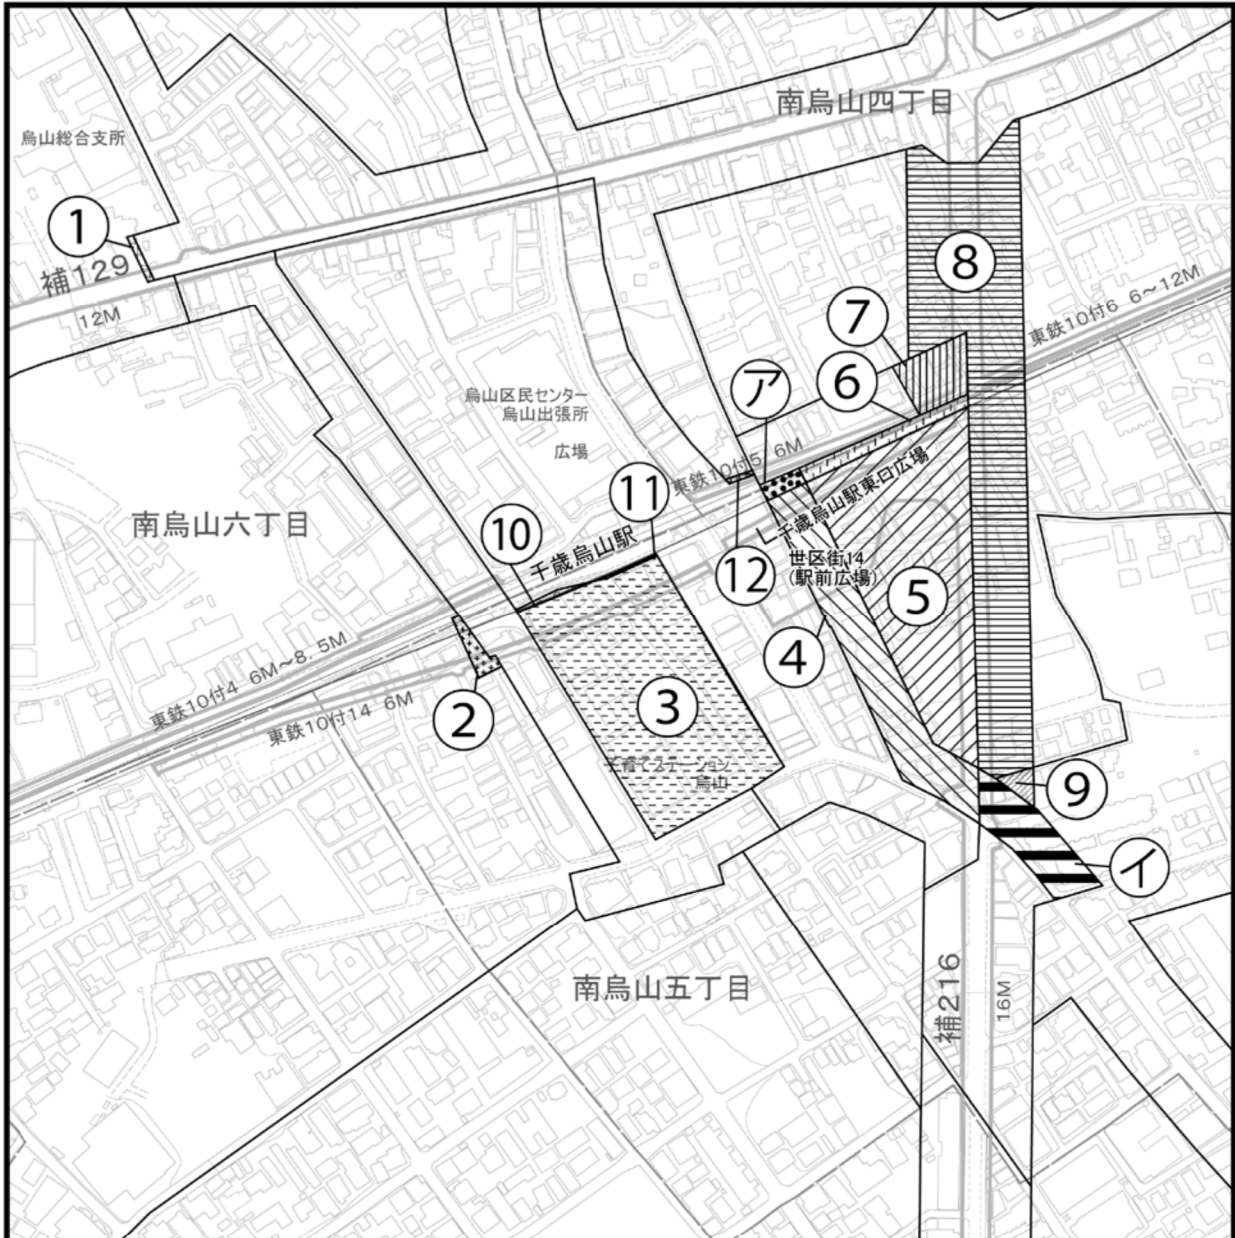 南烏山四丁目
烏山総合支所
①
補129
12M
⑧
東鉄10付6 6～12M
⑦
⑥
ア
烏山区民センター
烏山出張所
広場
東鉄10付5 6M
千歳烏山駅東口広場
⑪
南烏山六丁目
⑩
千歳烏山駅
⑫
世区街14
(駅前広場)
⑤
④
東鉄10付4 6M～8.5M
東鉄10付14 6M
②
③
子育てステーション
烏山
⑨
イ
南烏山五丁目
補216
16M